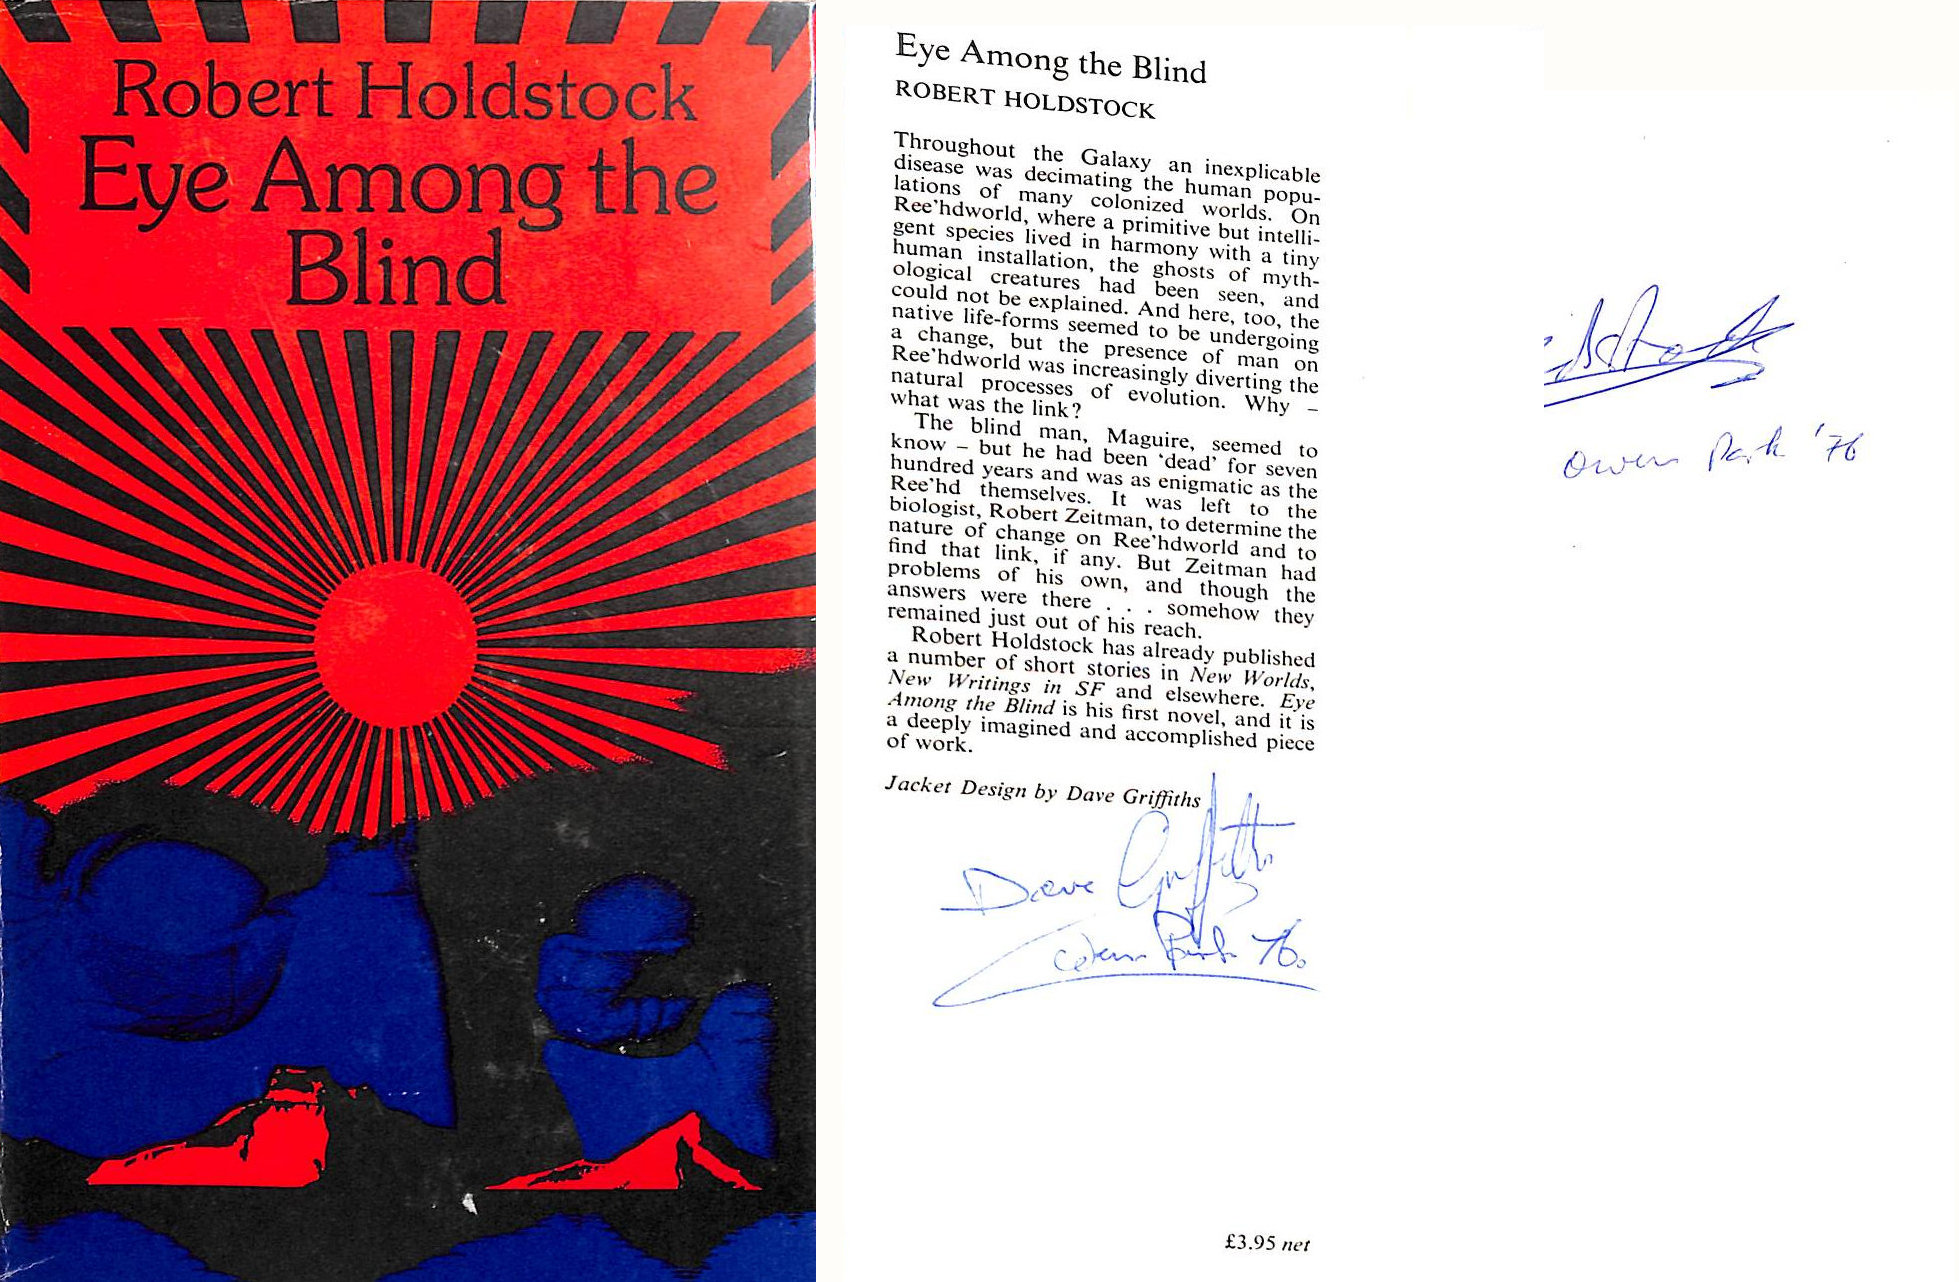 Robert Holdstock
Eye Among the
Blind
Eye Among the Blind
ROBERT HOLDSTOCK
Throughout the Galaxy an inexplicable
disease was decimating the human popu-
lations of many colonized worlds. On
Ree'hdworld, where a primitive but intelli-
gent species lived in harmony with a tiny
human installation, the ghosts of myth-
ological creatures had been seen, and
could not be explained. And here, too, the
native life-forms seemed to be undergoing
a change, but the presence of man on
Ree'hdworld was increasingly diverting the
natural processes of evolution. Why –
what was the link?
The blind man, Maguire, seemed to
know – but he had been ‘dead’ for seven
hundred years and was as enigmatic as the
Ree'hd themselves. It was left to the
biologist, Robert Zeitman, to determine the
nature of change on Ree'hdworld and to
find that link, if any. But Zeitman had
problems of his own, and though the
answers were there . . . somehow they
remained just out of his reach.
Robert Holdstock has already published
a number of short stories in New Worlds,
New Writings in SF and elsewhere. Eye
Among the Blind is his first novel, and it is
a deeply imagined and accomplished piece
of work.
Jacket Design by Dave Griffiths
Dave Griffiths
Owen Park 76.
£3.95 net
Owen Park '76